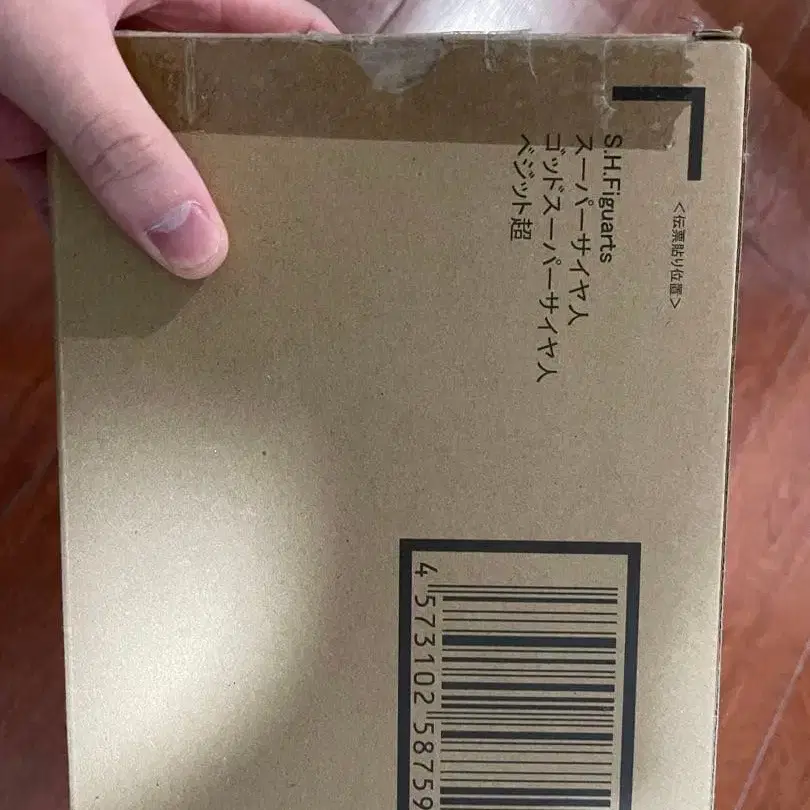 <伝票貼り位置>
S.H.Figuarts
スーパーサイヤ人
ゴッドスーパーサイヤ人
ベジット超
4 573102 58759